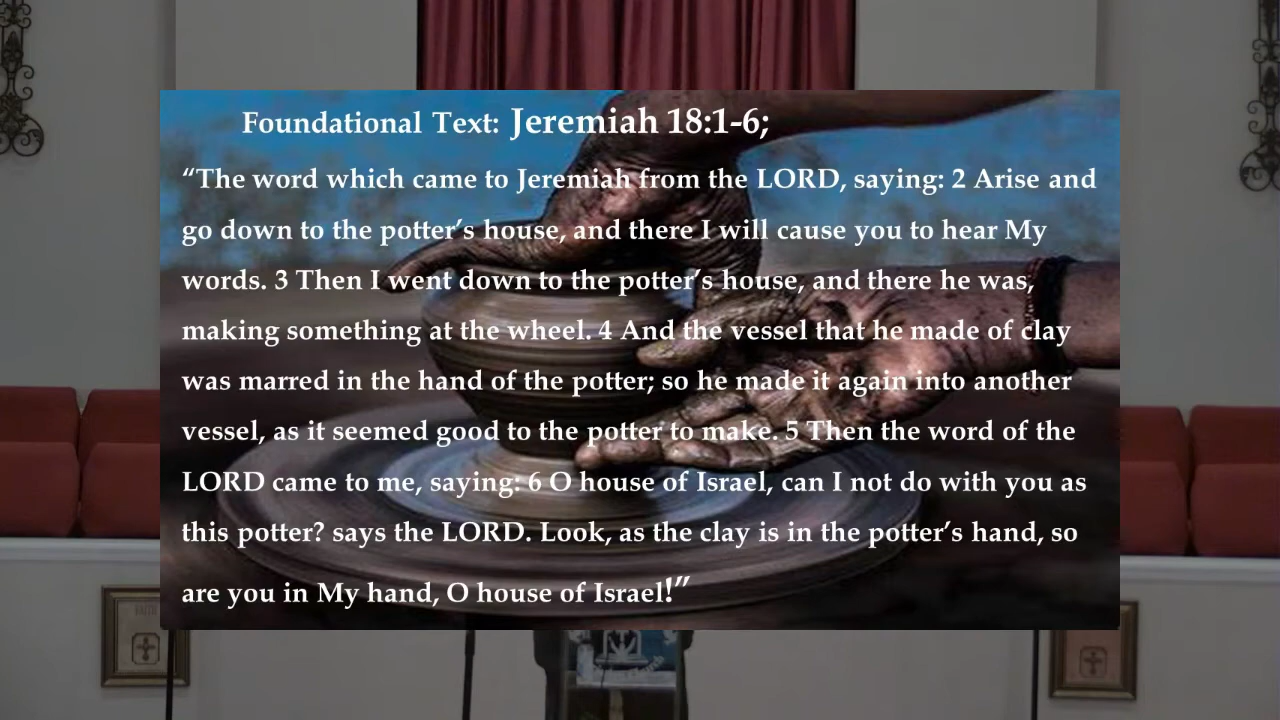 Foundational Text: Jeremiah 18:1-6;
“The word which came to Jeremiah from the LORD, saying: 2 Arise and
go down to the potter’s house, and there I will cause you to hear My
words. 3 Then I went down to the potter’s house, and there he was,
making something at the wheel. 4 And the vessel that he made of clay
was marred in the hand of the potter; so he made it again into another
vessel, as it seemed good to the potter to make. 5 Then the word of the
LORD came to me, saying: 6 O house of Israel, can I not do with you as
this potter? says the LORD. Look, as the clay is in the potter’s hand, so
are you in My hand, O house of Israel!”
FAITH